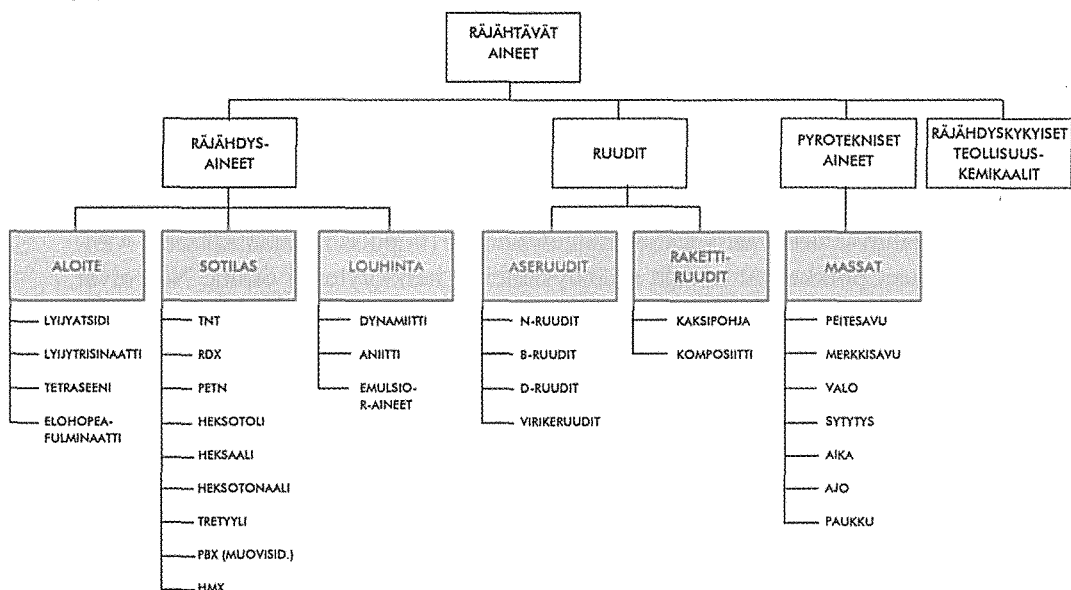 RÄJÄHTÄVÄT
AINEET
RÄJÄHDYS-
AINEET
RUUDIT
PYROTEKNISET
AINEET
RÄJÄHDYSKYKYISET
TEOLLISUUS-
KEMIKAALIT
ALOITE
LYIJYATSIDI
LYIJYTRISINAATTI
TETRASEENI
ELOHOPEA-
FULMINAATTI
SOTILAS
TNT
RDX
PETN
HEKSOTOLI
HEKSAALI
HEKSOTONAALI
TRETYYLI
PBX (MUOVISID.)
HMX
LOUHINTA
DYNAMIITTI
ANIITTI
EMULSIO-
R-AINEET
ASERUUDIT
N-RUUDIT
B-RUUDIT
D-RUUDIT
VIRIKERUUDIT
RAKETTI-
RUUDIT
KAKSIPOHJA
KOMPOSIITTI
MASSAT
PEITESAVU
MERKKISAVU
VALO
SYTYTYS
AIKA
AJO
PAUKKU